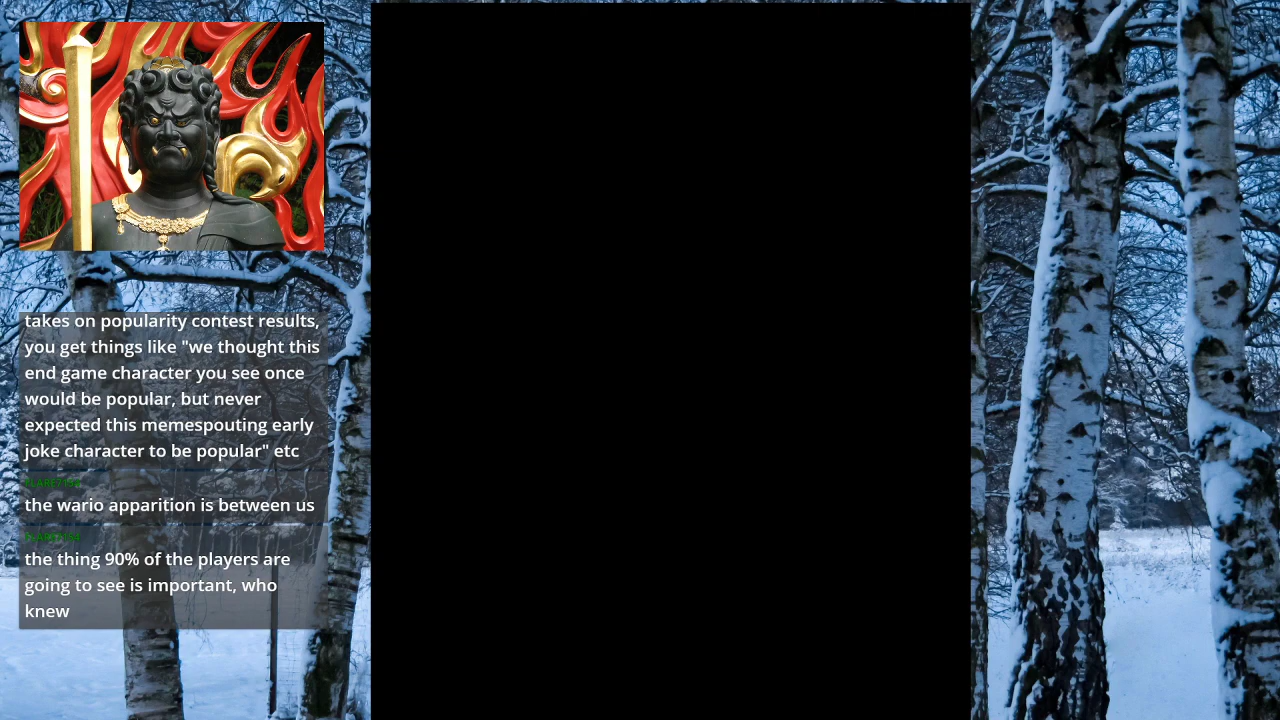 takes on popularity contest results,
you get things like "we thought this
end game character you see once
would be popular, but never
expected this memespouting early
joke character to be popular" etc
the wario apparition is between us
the thing 90% of the players are
going to see is important, who
knew